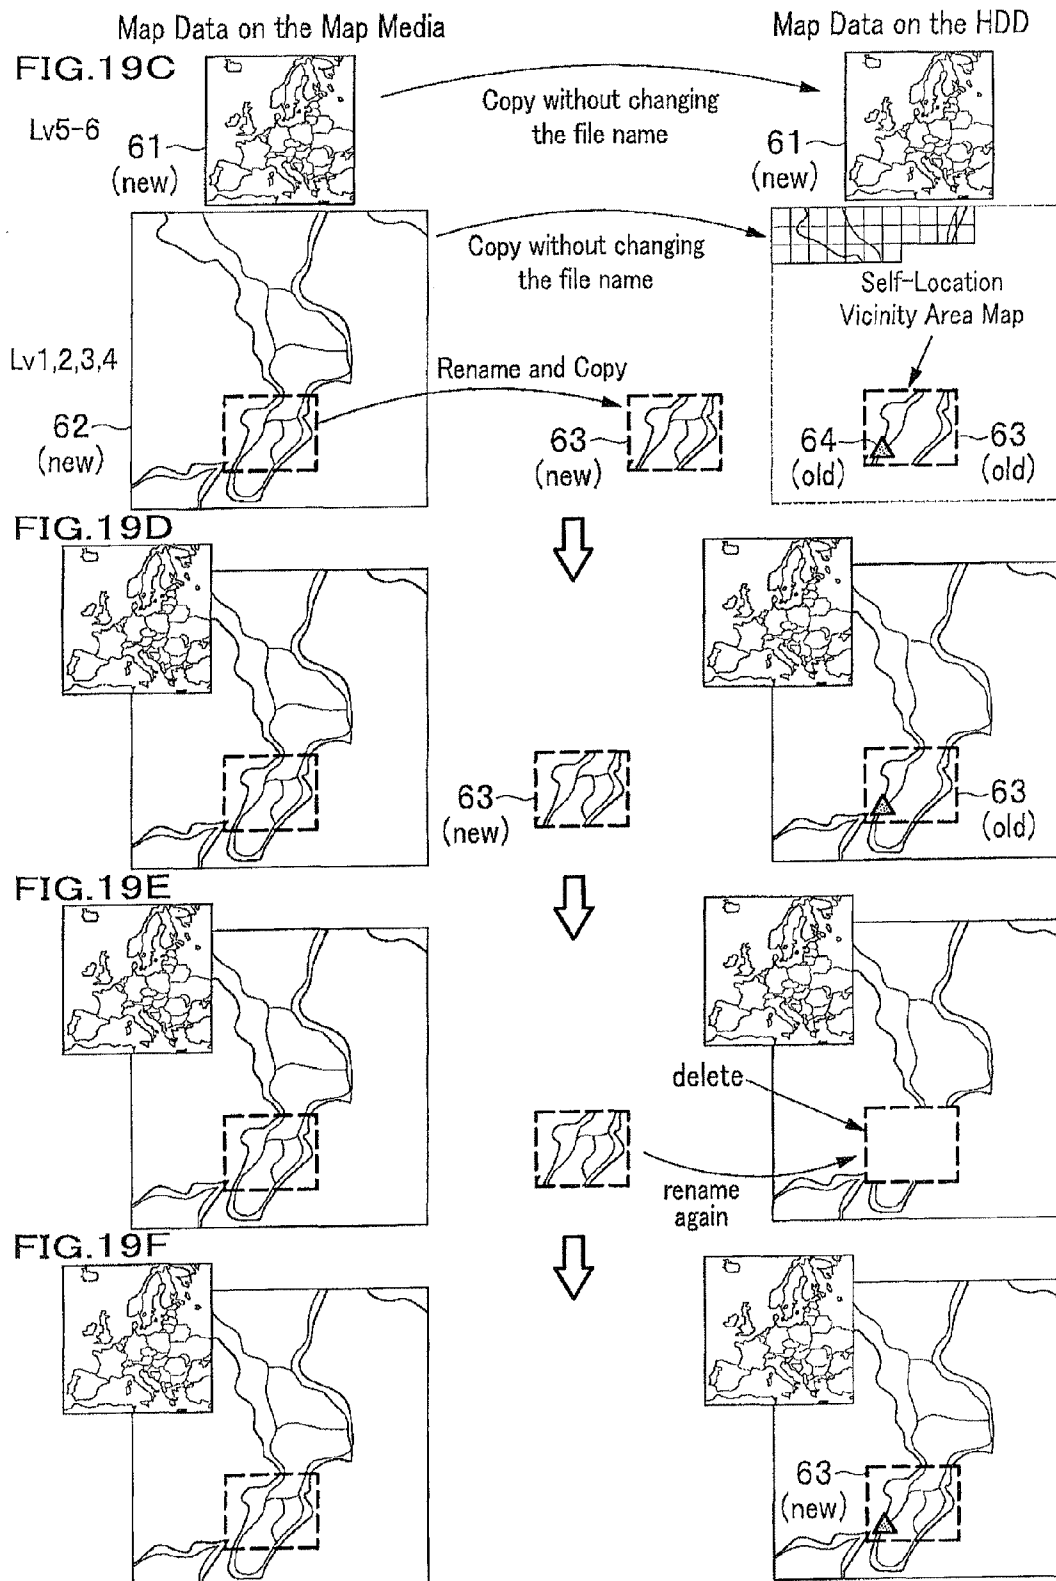 Map Data on the Map Media
Map Data on the HDD
FIG.19C
Lv5-6
61
(new)
Copy without changing
the file name
61
(new)
Copy without changing
the file name
Self-Location
Vicinity Area Map
Lv1,2,3,4
Rename and Copy
62
(new)
63
(new)
64
(old)
63
(old)
FIG.19D
63
(new)
63
(old)
FIG.19E
delete
rename
again
FIG.19F
63
(new)